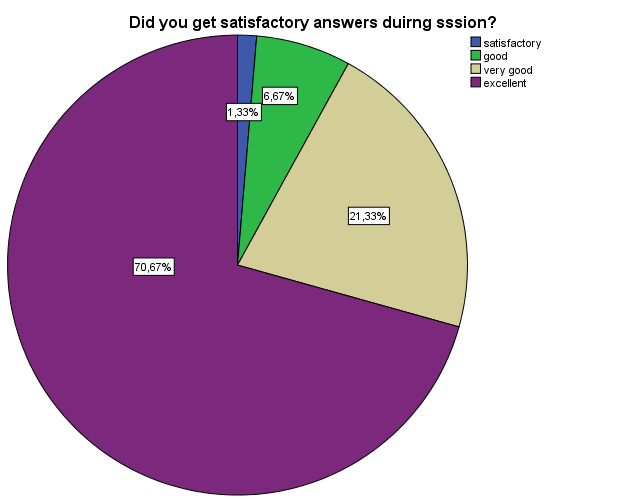 Did you get satisfactory answers duirng sssion?
satisfactory
good
very good
excellent
6,67%
1,33%
21,33%
70,67%